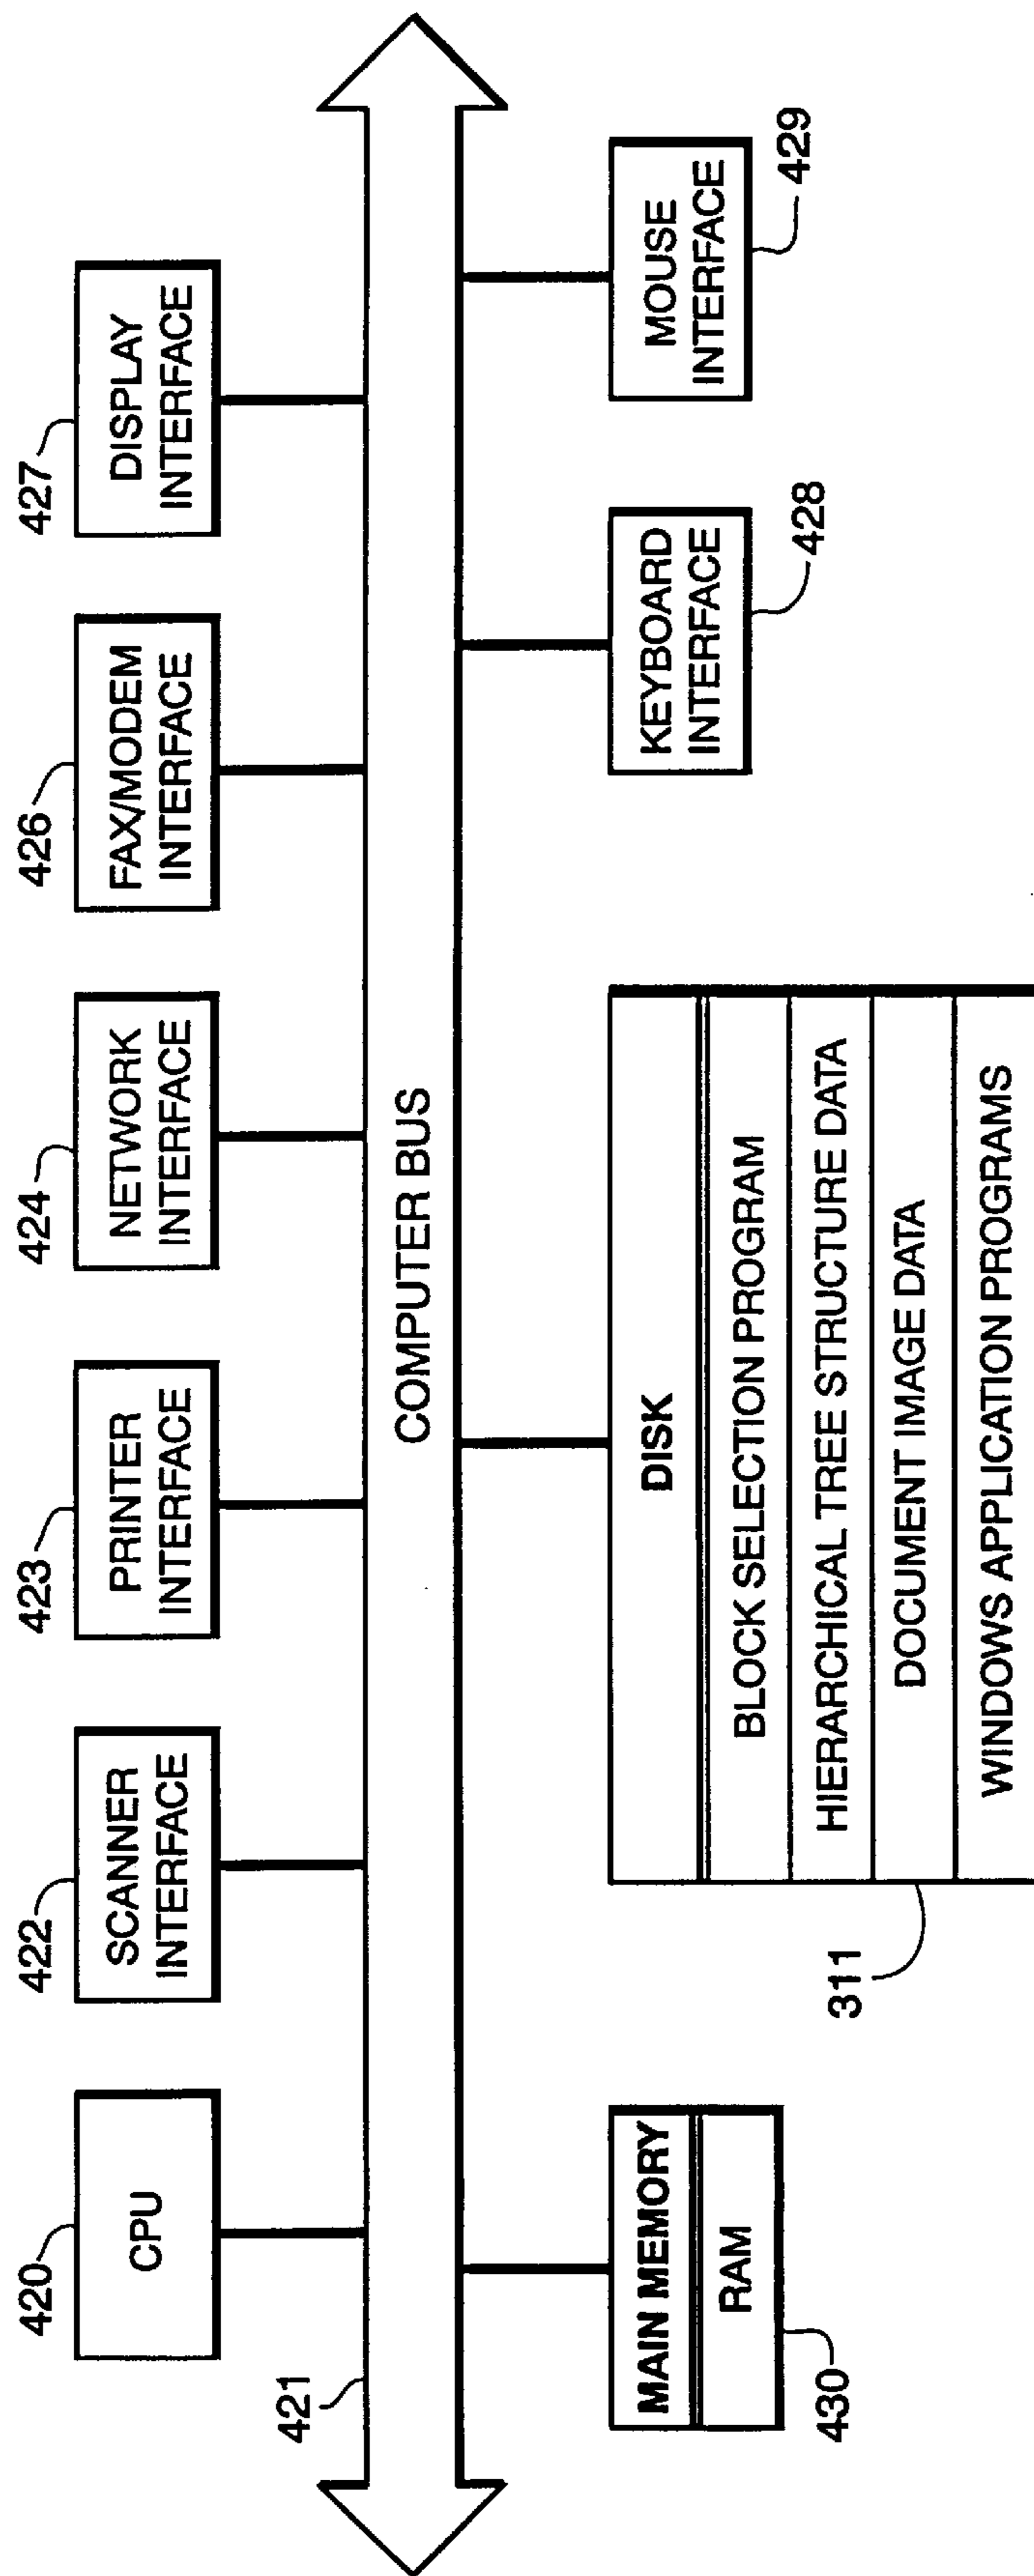 420
CPU
422
SCANNER
INTERFACE
423
PRINTER
INTERFACE
424
NETWORK
INTERFACE
426
FAX/MODEM
INTERFACE
427
DISPLAY
INTERFACE
421
COMPUTER BUS
MAIN MEMORY
RAM
430
311
DISK
BLOCK SELECTION PROGRAM
HIERARCHICAL TREE STRUCTURE DATA
DOCUMENT IMAGE DATA
WINDOWS APPLICATION PROGRAMS
KEYBOARD
INTERFACE
428
MOUSE
INTERFACE
429